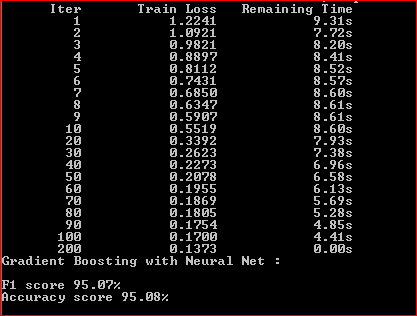 Iter Train Loss Remaining Time
1 1.2241 9.31s
2 1.0921 7.72s
3 0.9821 8.20s
4 0.8897 8.41s
5 0.8112 8.52s
6 0.7431 8.57s
7 0.6850 8.60s
8 0.6347 8.61s
9 0.5907 8.61s
10 0.5519 8.60s
20 0.3392 7.93s
30 0.2623 7.38s
40 0.2273 6.96s
50 0.2078 6.58s
60 0.1955 6.13s
70 0.1869 5.69s
80 0.1805 5.28s
90 0.1754 4.85s
100 0.1700 4.41s
200 0.1373 0.00s
Gradient Boosting with Neural Net :
F1 score 95.07%
Accuracy score 95.08%